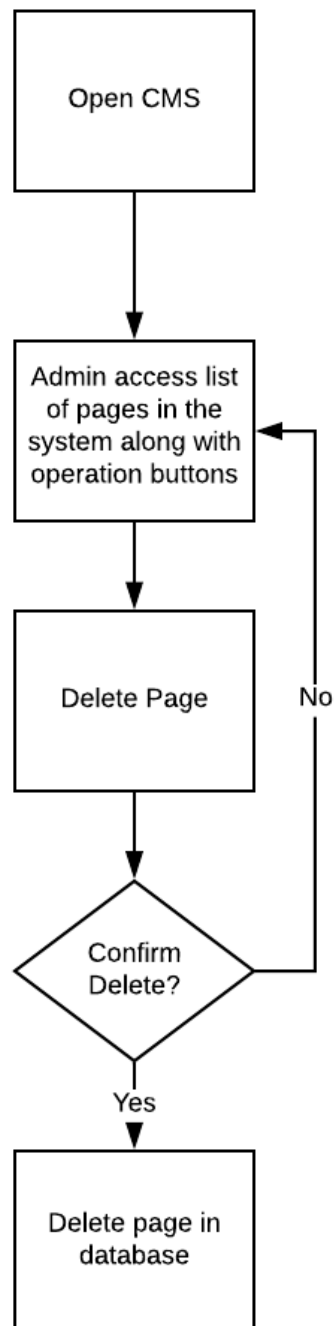 Open CMS
Admin access list
of pages in the
system along with
operation buttons
Delete Page
No
Confirm
Delete?
Yes
Delete page in
database